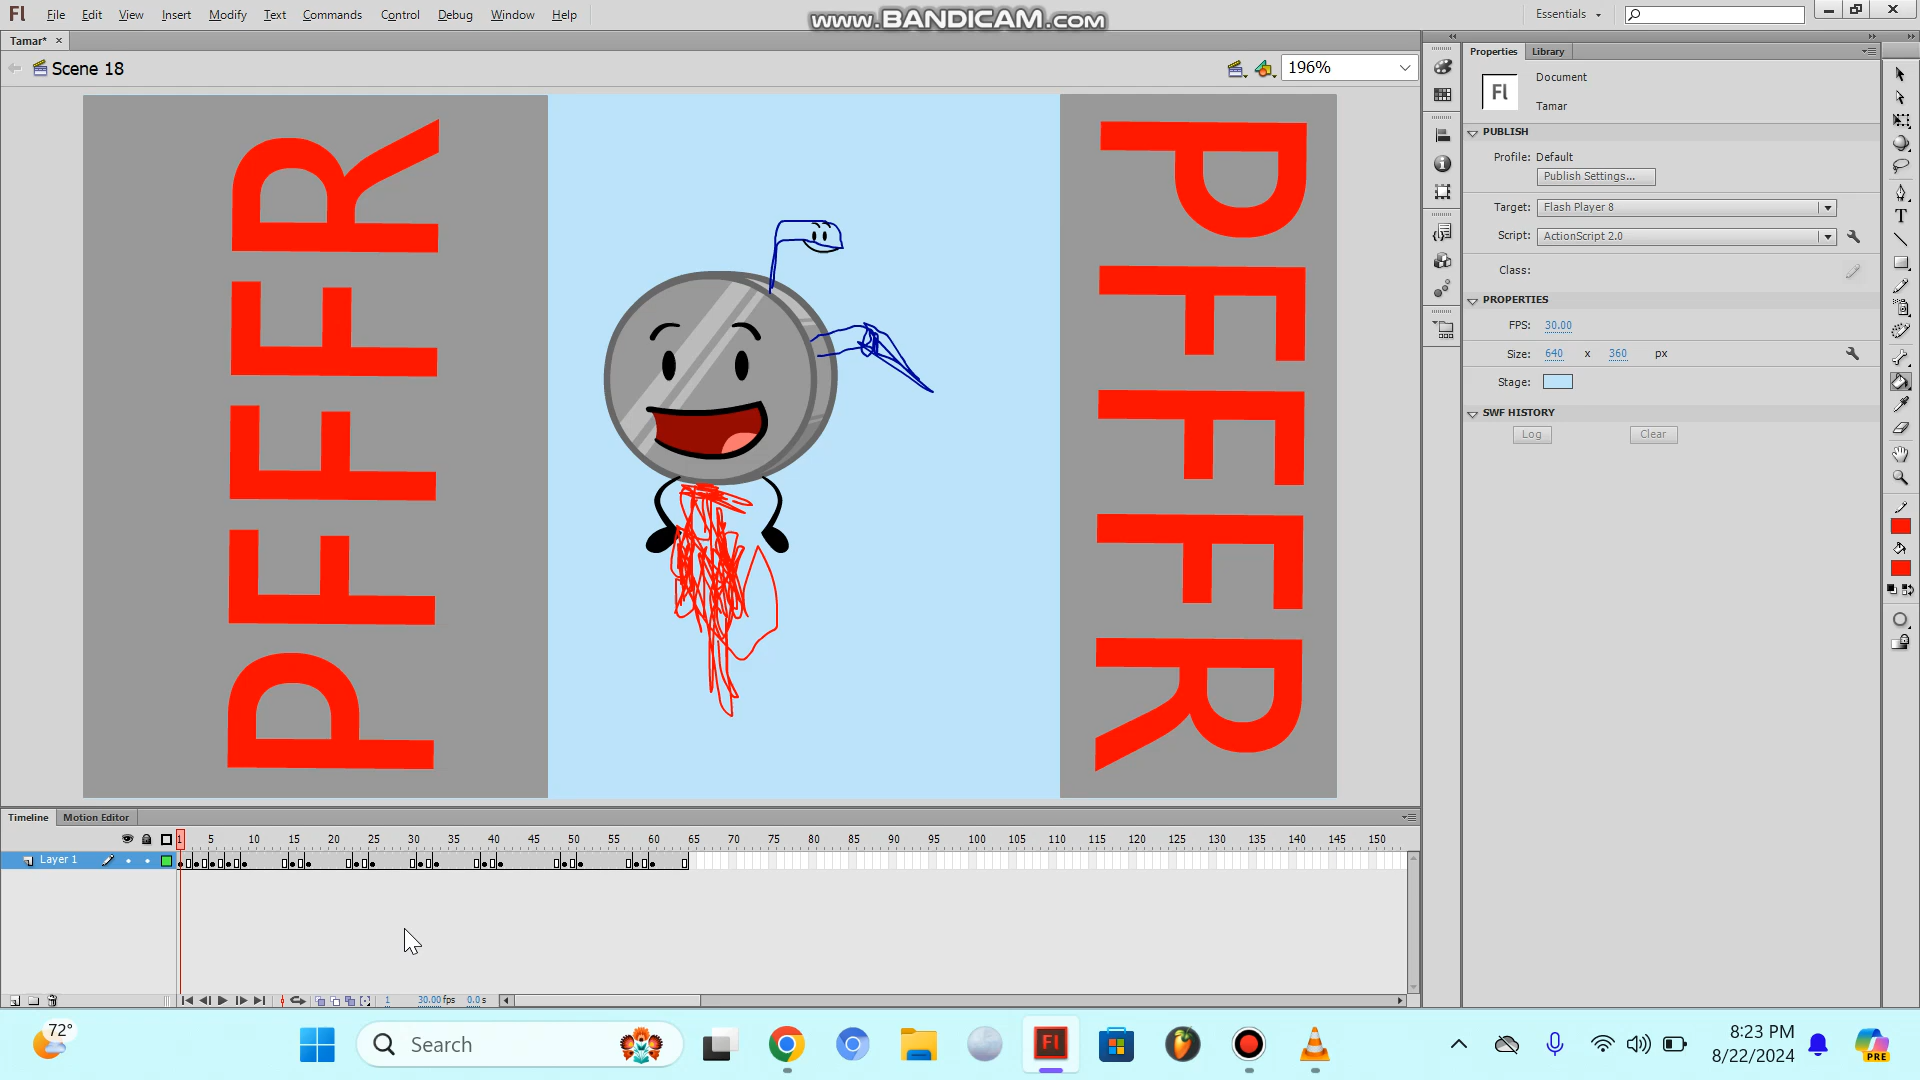 Fl File Edit View Insert Modify Text Commands Control Debug Window Help
www.BANDICAM.com
Essentials
Tamar*
Scene 18
196%
PFFFR
PFFFR
Properties Library
Fl
Document
Tamar
PUBLISH
Profile: Default
Publish Settings...
Target: Flash Player 8
Script: ActionScript 2.0
Class:
PROPERTIES
FPS: 30.00
Size: 640 x 360 px
Stage:
SWF HISTORY
Log Clear
T
Timeline Motion Editor
1 5 10 15 20 25 30 35 40 45 50 55 60 65 70 75 80 85 90 95 100 105 110 115 120 125 130 135 140 145 150
Layer 1
1 30.00 fps 0.0 s
72°
Search
Fl
8:23 PM
8/22/2024
PRE